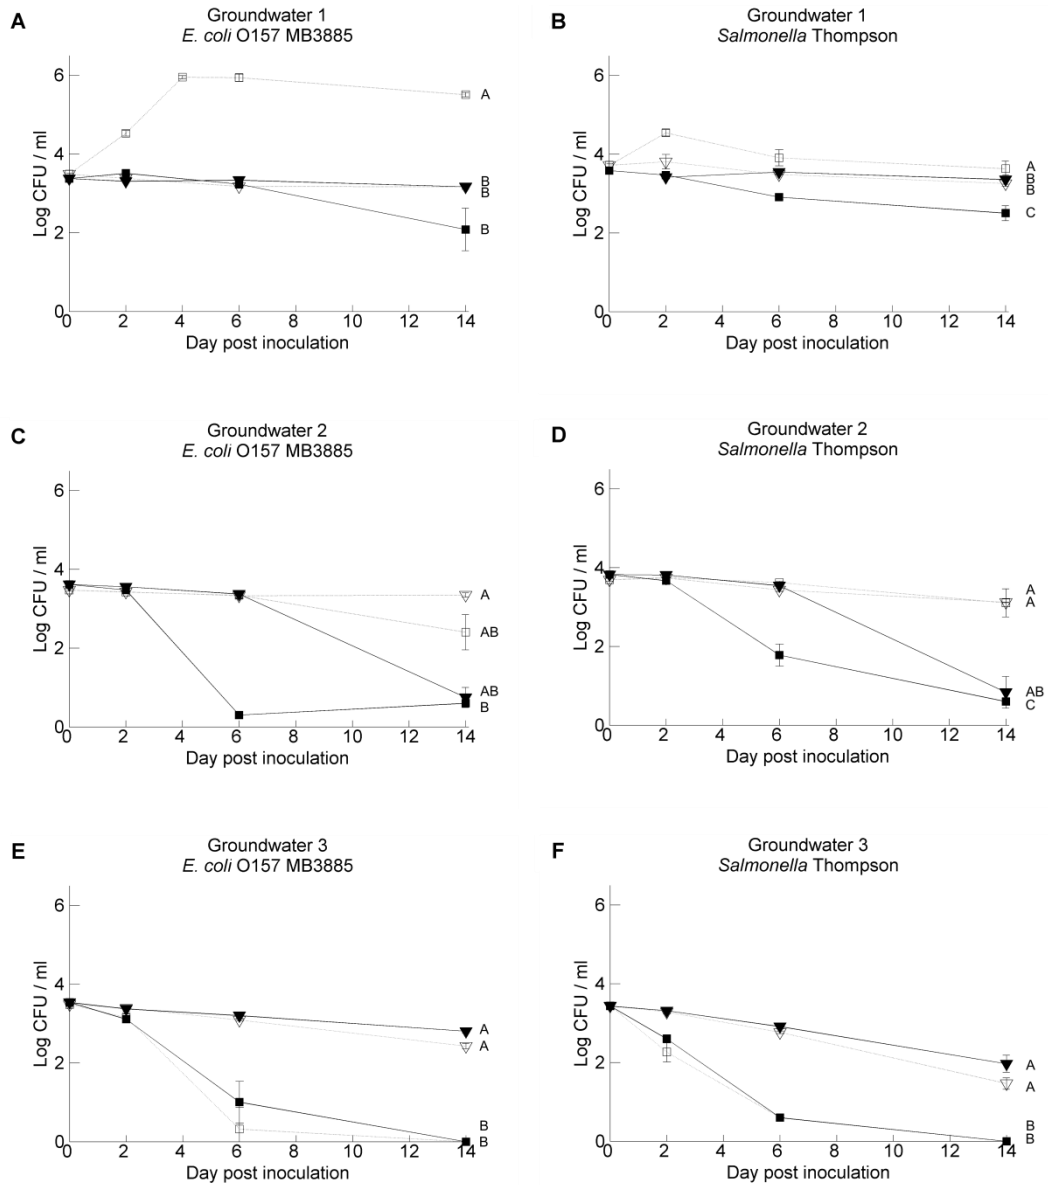 A
Groundwater 1
E. coli O157 MB3885
Log CFU / ml
6
4
2
0
A
B
B
B
0 2 4 6 8 10 12 14
Day post inoculation
B
Groundwater 1
Salmonella Thompson
Log CFU / ml
6
4
2
0
A
B
B
C
0 2 4 6 8 10 12 14
Day post inoculation
C
Groundwater 2
E. coli O157 MB3885
Log CFU / ml
6
4
2
0
A
AB
AB
B
0 2 4 6 8 10 12 14
Day post inoculation
D
Groundwater 2
Salmonella Thompson
Log CFU / ml
6
4
2
0
A
A
AB
C
0 2 4 6 8 10 12 14
Day post inoculation
E
Groundwater 3
E. coli O157 MB3885
Log CFU / ml
6
4
2
0
A
A
B
B
0 2 4 6 8 10 12 14
Day post inoculation
F
Groundwater 3
Salmonella Thompson
Log CFU / ml
6
4
2
0
A
A
B
B
0 2 4 6 8 10 12 14
Day post inoculation